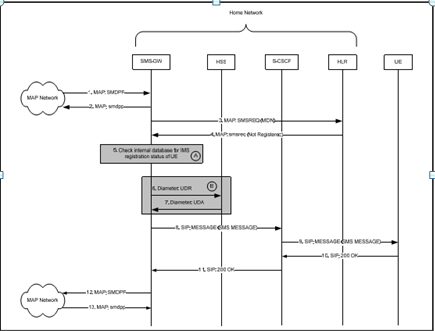 Home Network
SMS-GW
HSS
S-CSCF
HLR
UE
MAP Network
1. MAP: SMDPP
2. MAP: smdpp
3. MAP: SMSREQ (MDN)
4. MAP: smsreq (Not Registered)
5. Check internal database for IMS
registration status of UE
A
B
6. Diameter: UDR
7. Diameter: UDA
8. SIP: MESSAGE (SMS MESSAGE)
9. SIP: MESSAGE (SMS MESSAGE)
10. SIP: 200 OK
11. SIP: 200 OK
12. MAP: SMDPP
MAP Network
13. MAP: smdpp